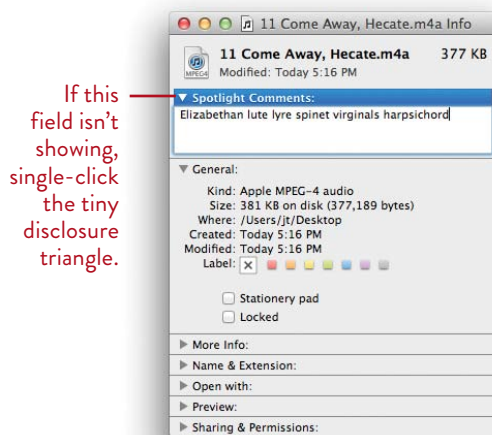 If this
field isn't
showing,
single-click
the tiny
disclosure
triangle.
11 Come Away, Hecate.m4a Info
MPEG4
11 Come Away, Hecate.m4a 377 KB
Modified: Today 5:16 PM
Spotlight Comments:
Elizabethan lute lyre spinet virginals harpsichord
General:
Kind: Apple MPEG-4 audio
Size: 381 KB on disk (377,189 bytes)
Where: /Users/jt/Desktop
Created: Today 5:16 PM
Modified: Today 5:16 PM
Label:
Stationery pad
Locked
More Info:
Name & Extension:
Open with:
Preview:
Sharing & Permissions: